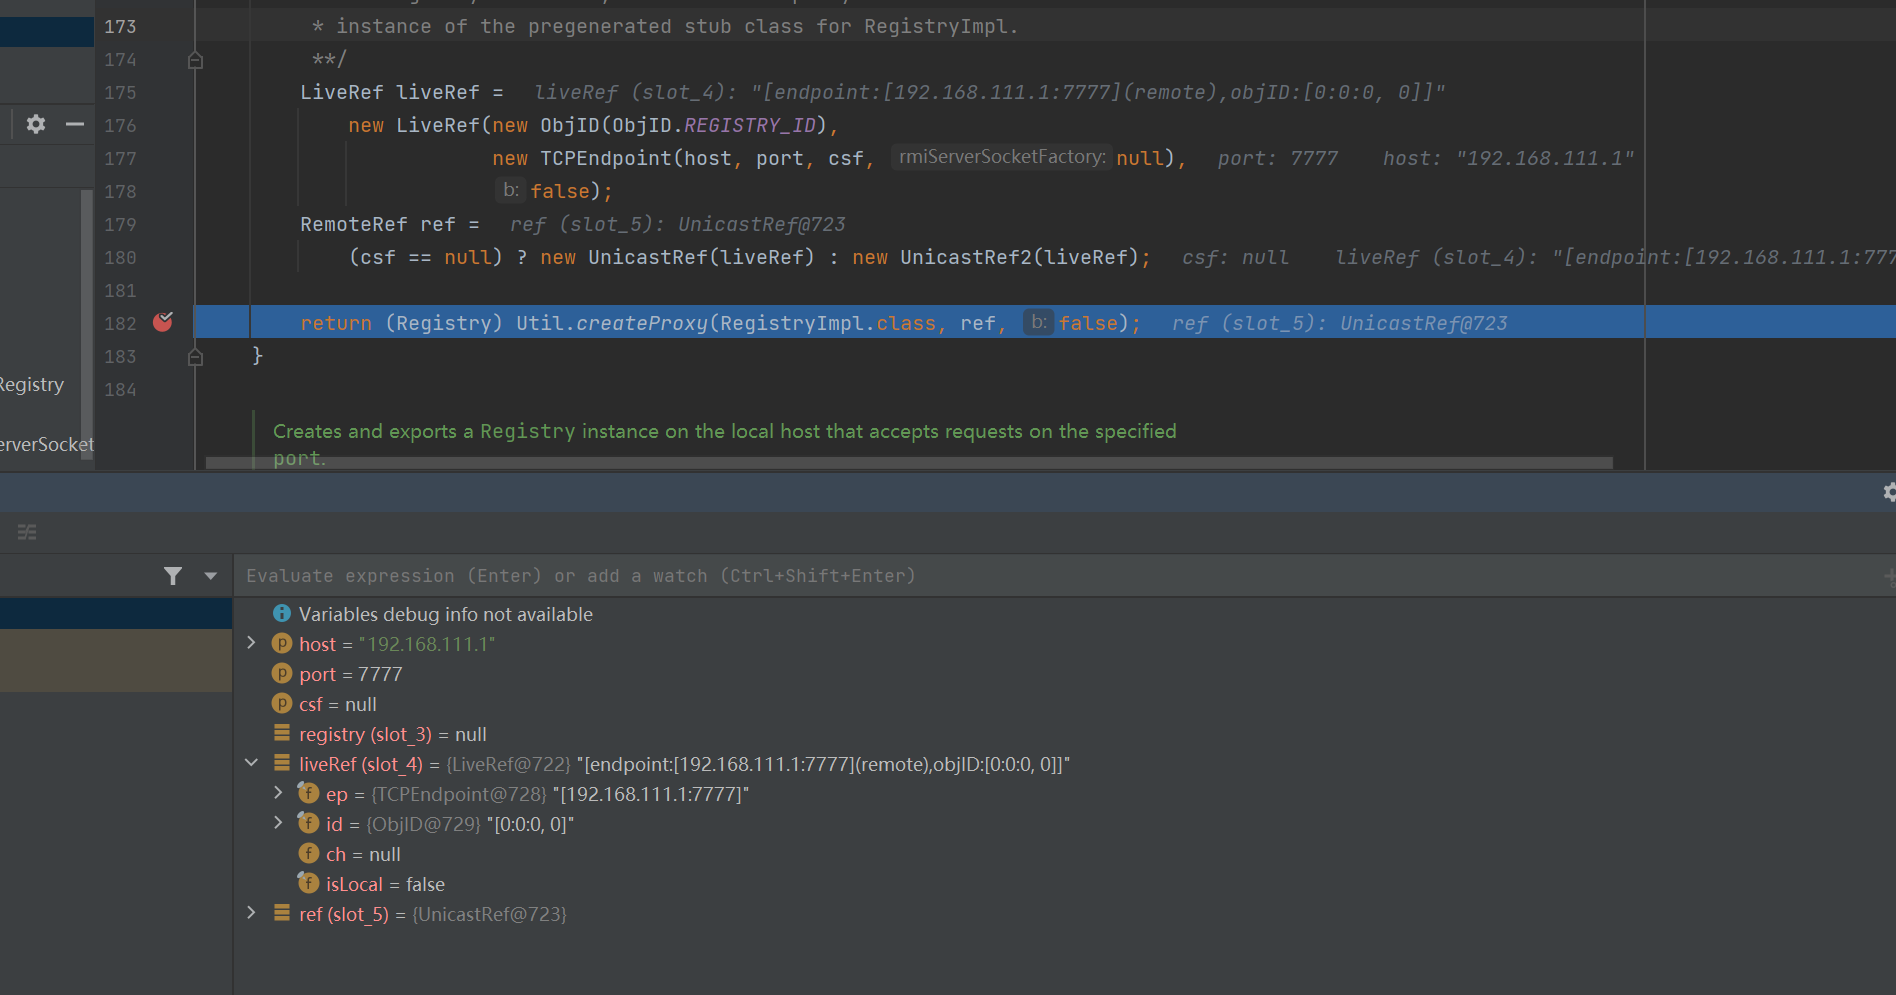 173 * instance of the pregenerated stub class for RegistryImpl.
174 **/
175 LiveRef liveRef = liveRef (slot_4): "[endpoint:[192.168.111.1:7777](remote),objID:[0:0:0, 0]]"
176 new LiveRef(new ObjID(ObjID.REGISTRY_ID),
177 new TCPEndpoint(host, port, csf, rmiServerSocketFactory: null), port: 7777 host: "192.168.111.1"
178 b: false);
179 RemoteRef ref = ref (slot_5): UnicastRef@723
180 (csf == null) ? new UnicastRef(liveRef) : new UnicastRef2(liveRef); csf: null liveRef (slot_4): "[endpoint:[192.168.111.1:777
181
182 return (Registry) Util.createProxy(RegistryImpl.class, ref, b: false); ref (slot_5): UnicastRef@723
183 }
Registry
184
erverSocket
Creates and exports a Registry instance on the local host that accepts requests on the specified
port.
Evaluate expression (Enter) or add a watch (Ctrl+Shift+Enter)
Variables debug info not available
p host = "192.168.111.1"
p port = 7777
p csf = null
registry (slot_3) = null
liveRef (slot_4) = {LiveRef@722} "[endpoint:[192.168.111.1:7777](remote),objID:[0:0:0, 0]]"
f ep = {TCPEndpoint@728} "[192.168.111.1:7777]"
f id = {ObjID@729} "[0:0:0, 0]"
f ch = null
f isLocal = false
ref (slot_5) = {UnicastRef@723}